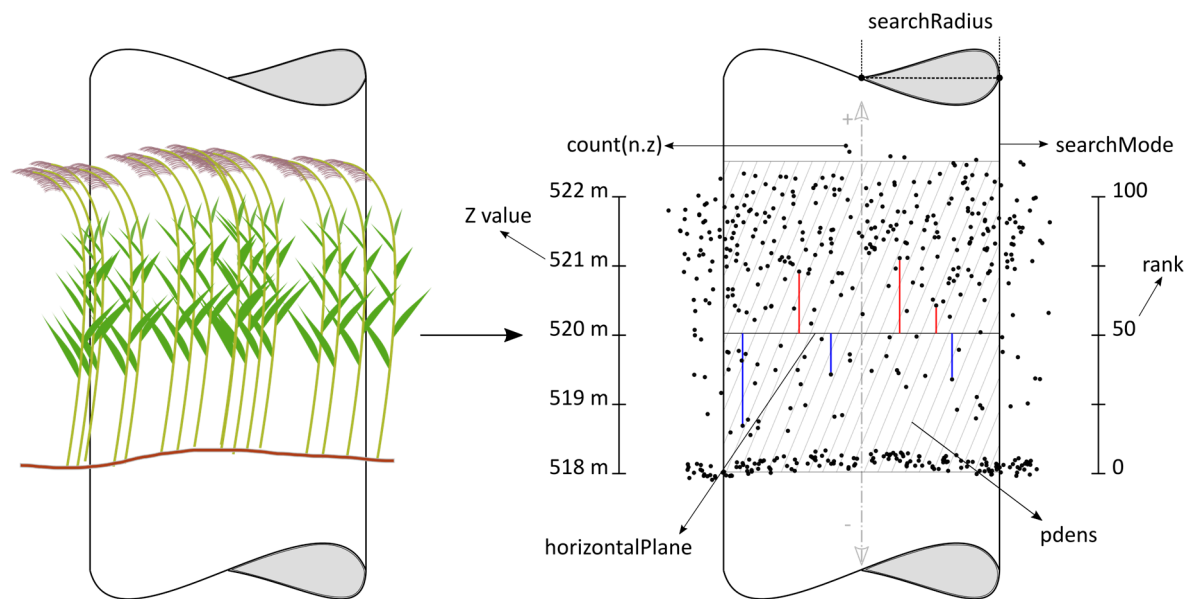 searchRadius
+
count(n.z)
searchMode
522 m
100
Z value
521 m
rank
520 m
50
519 m
518 m
0
-
horizontalPlane
pdens